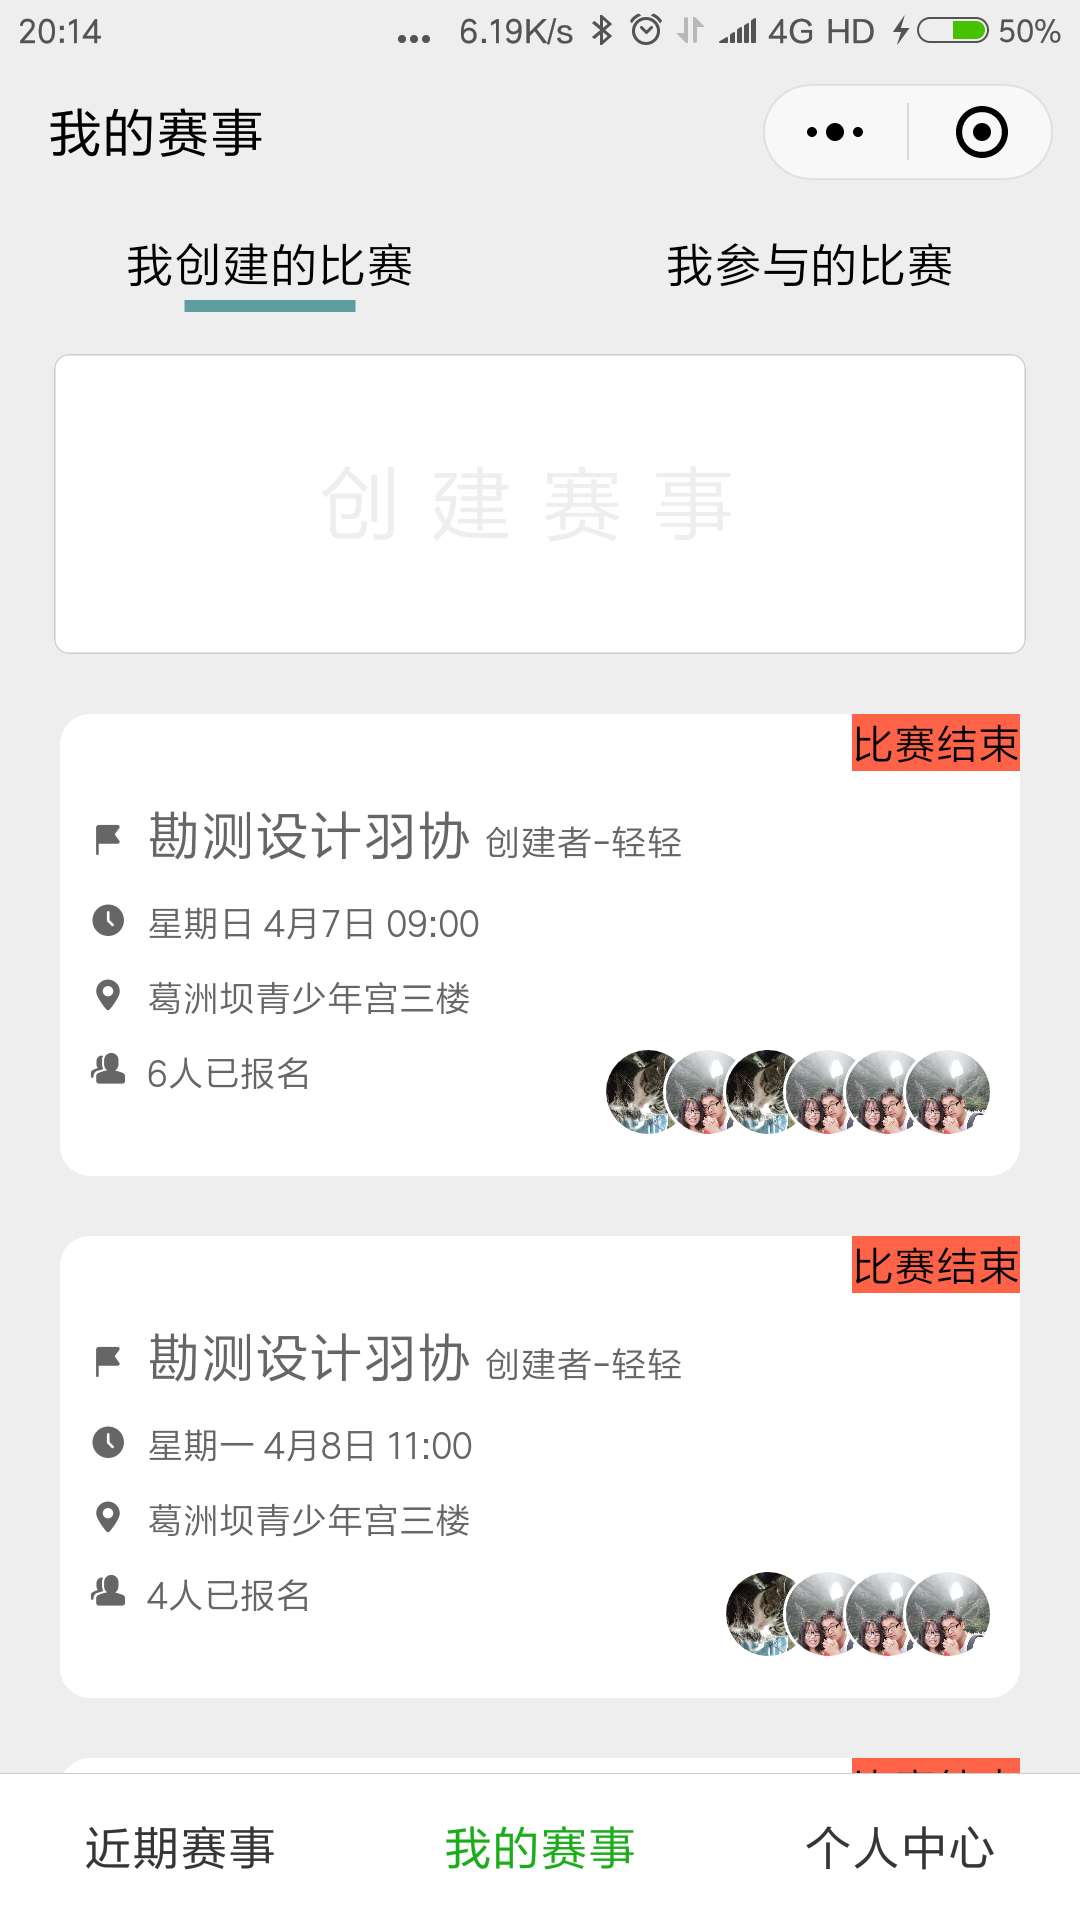 20:14 ... 6.19K/s 4G HD 50%
我的赛事
我创建的比赛 我参与的比赛
创建赛事
比赛结束
勘测设计羽协 创建者-轻轻
星期日 4月7日 09:00
葛洲坝青少年宫三楼
6人已报名
比赛结束
勘测设计羽协 创建者-轻轻
星期一 4月8日 11:00
葛洲坝青少年宫三楼
4人已报名
近期赛事 我的赛事 个人中心